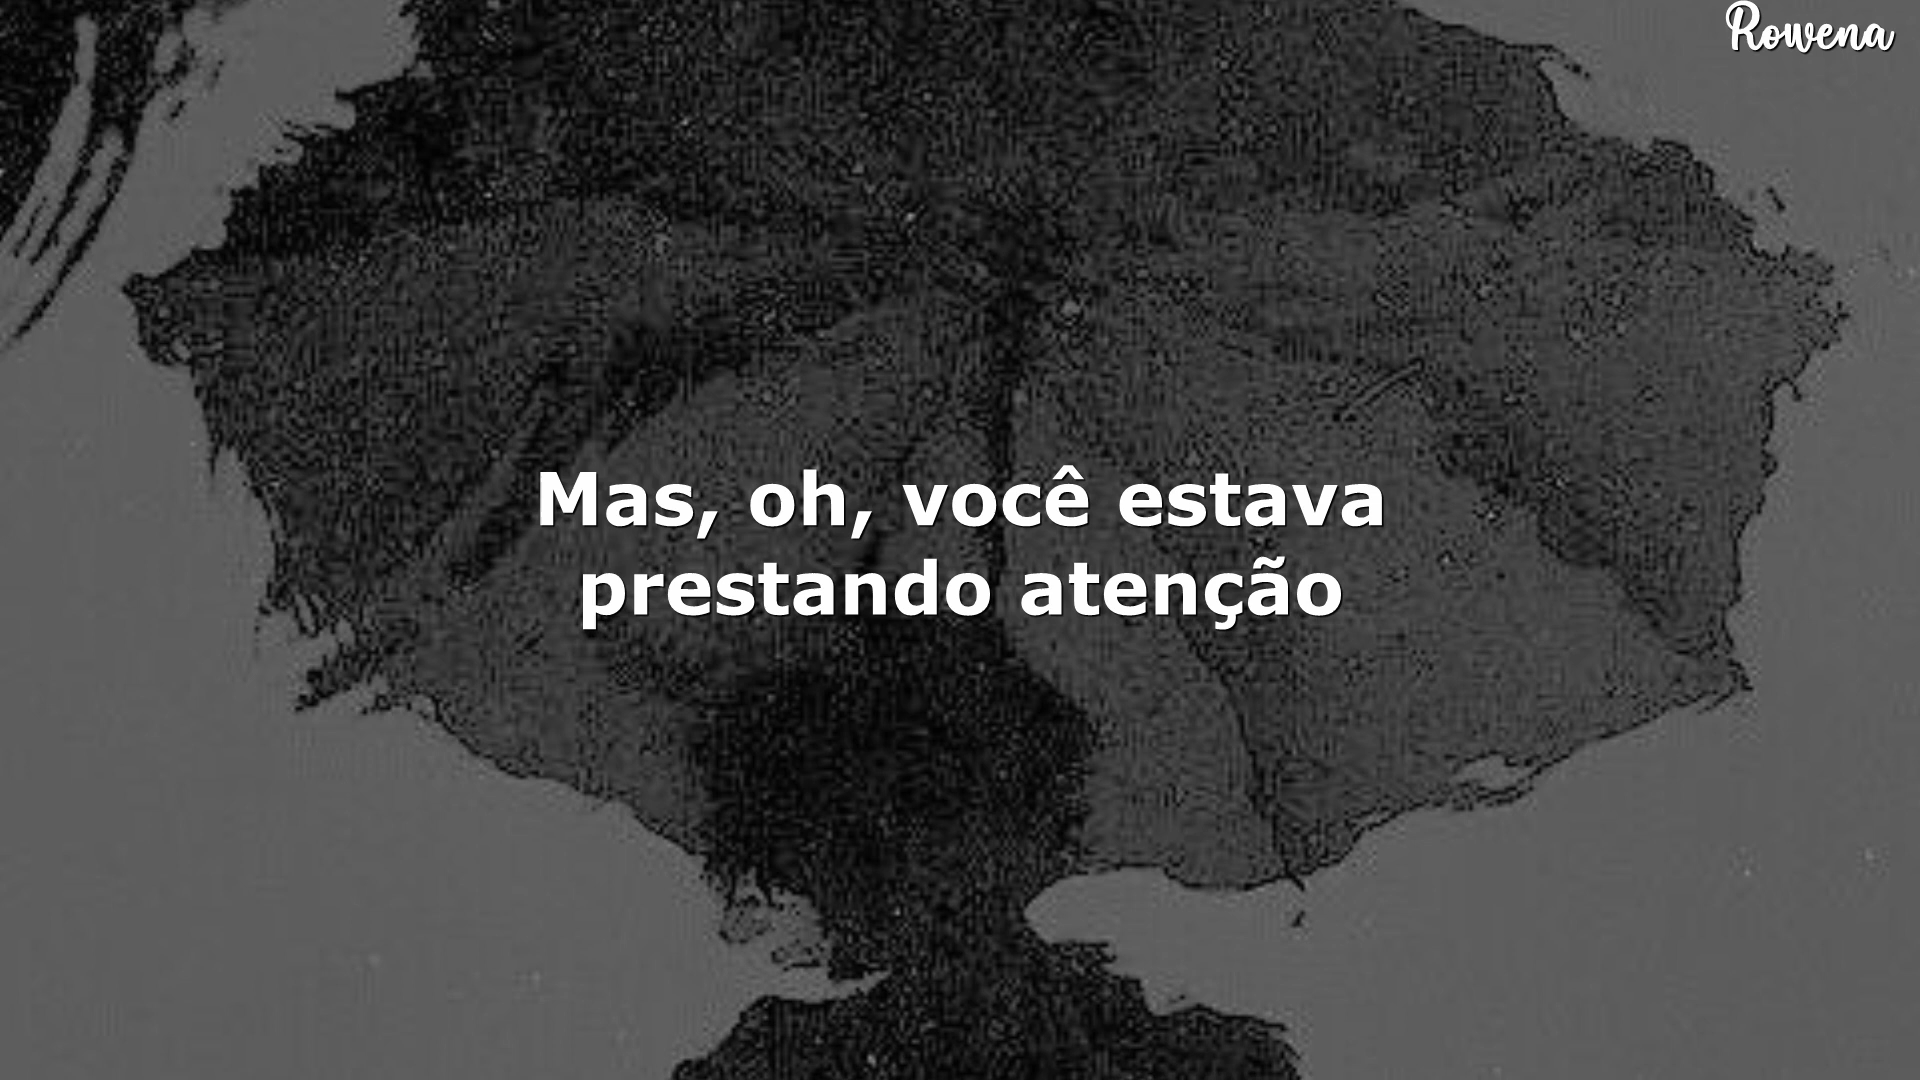 Rowena
Mas, oh, você estava
prestando atenção